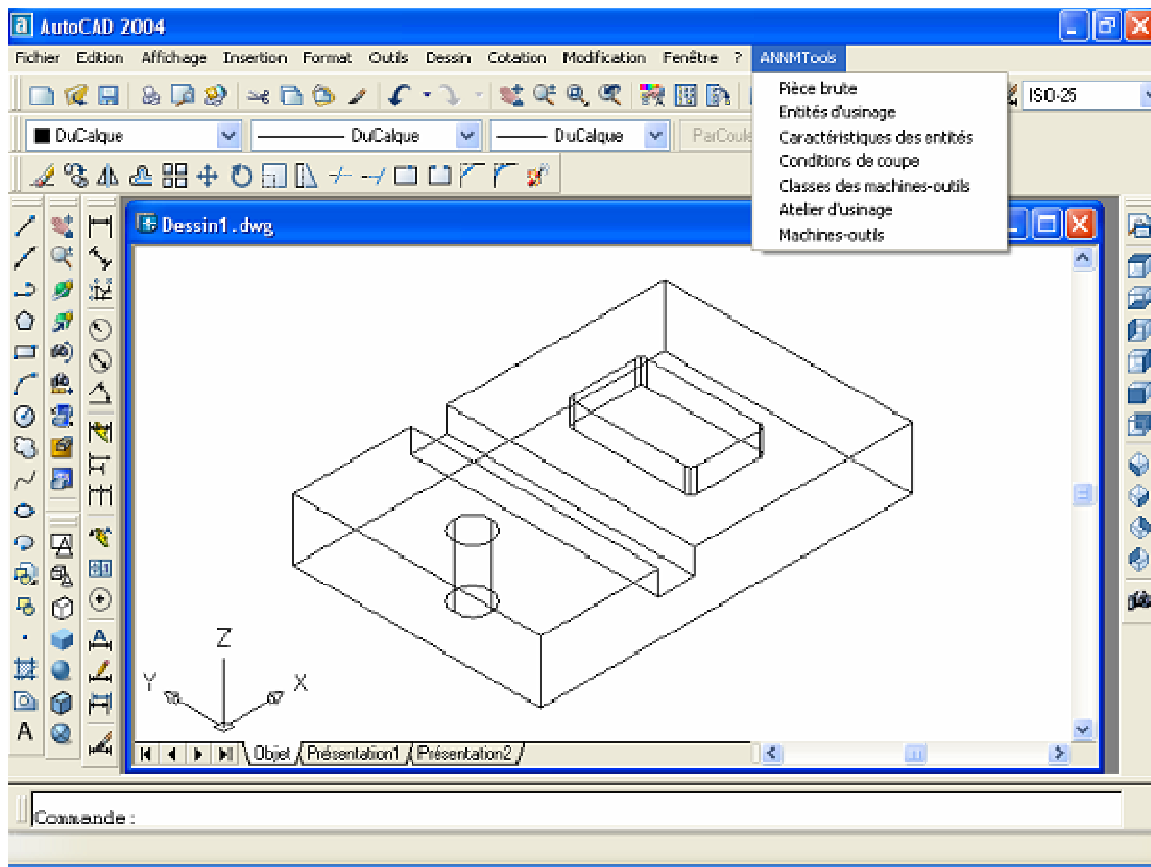 AutoCAD 2004
Fichier Edition Affichage Insertion Format Outils Dessin Cotation Modification Fenêtre ? ANNMTools
Pièce brute
Entités d'usinage
Caractéristiques des entités
Conditions de coupe
Classes des machines-outils
Atelier d'usinage
Machines-outils
ISO-25
DuCalque DuCalque DuCalque ParCoule
Dessin1.dwg
Z
Y X
Objet Présentation1 Présentation2
Commande :